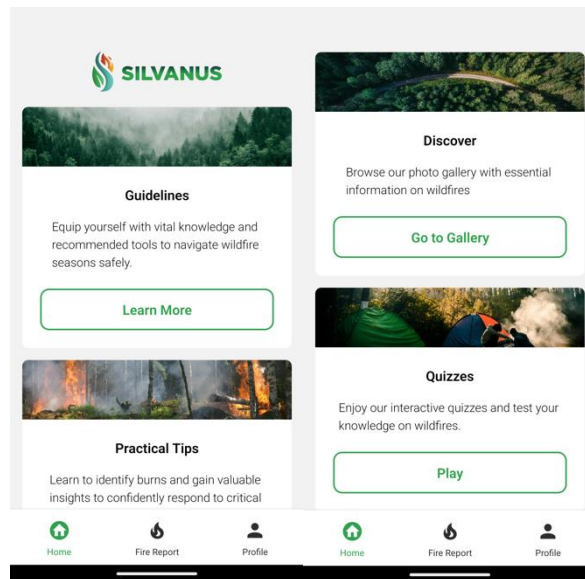 SILVANUS
Guidelines
Equip yourself with vital knowledge and
recommended tools to navigate wildfire
seasons safely.
Learn More
Practical Tips
Learn to identify burns and gain valuable
insights to confidently respond to critical
Home
Fire Report
Profile
Discover
Browse our photo gallery with essential
information on wildfires
Go to Gallery
Quizzes
Enjoy our interactive quizzes and test your
knowledge on wildfires.
Play
Home
Fire Report
Profile